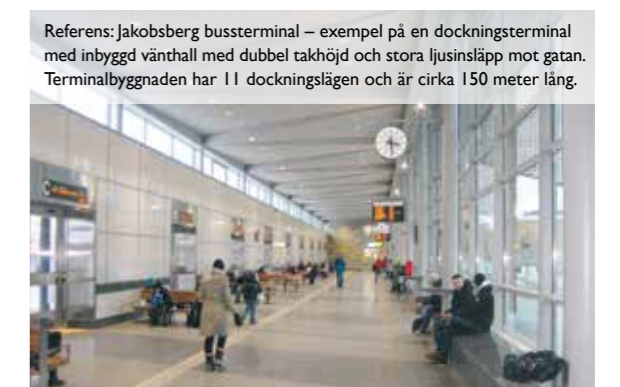 Referens: Jakobsberg bussterminal – exempel på en dockningsterminal
med inbyggd vänthall med dubbel takhöjd och stora ljusinsläpp mot gatan.
Terminalbyggnaden har 11 dockningslägen och är cirka 150 meter lång.